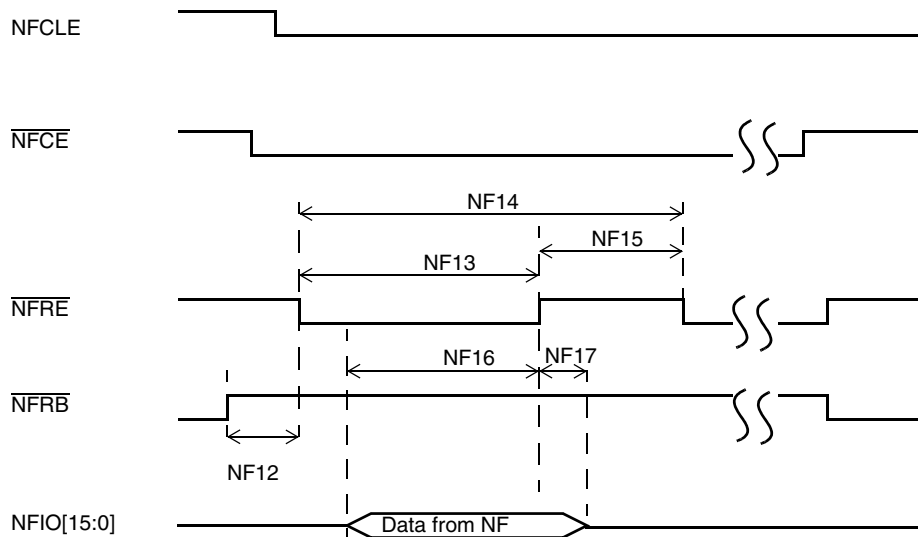 NFCLE
NFCE
NF14
NF15
NF13
NFRE
NF16
NF17
NFRB
NF12
NFIO[15:0]
Data from NF